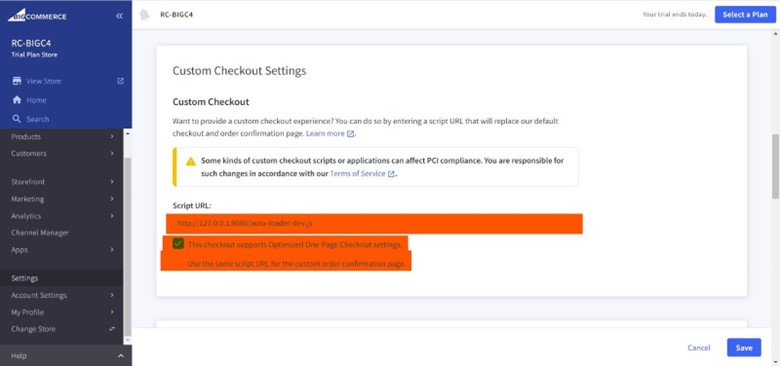 BIGCOMMERCE
RC-BIGC4
Your trial ends today.
Select a Plan
RC-BIGC4
Trial Plan Store
View Store
Home
Search
Products
Customers
Storefront
Marketing
Analytics
Channel Manager
Apps
Settings
Account Settings
My Profile
Change Store
Help
Custom Checkout Settings
Custom Checkout
Want to provide a custom checkout experience? You can do so by entering a script URL that will replace our default
checkout and order confirmation page. Learn more
Some kinds of custom checkout scripts or applications can affect PCI compliance. You are responsible for
such changes in accordance with our Terms of Service.
Script URL:
http://127.0.0.1:8080/auto-loader-dev.js
This checkout supports Optimized One-Page Checkout settings.
Use the same script URL for the custom order confirmation page.
Cancel
Save